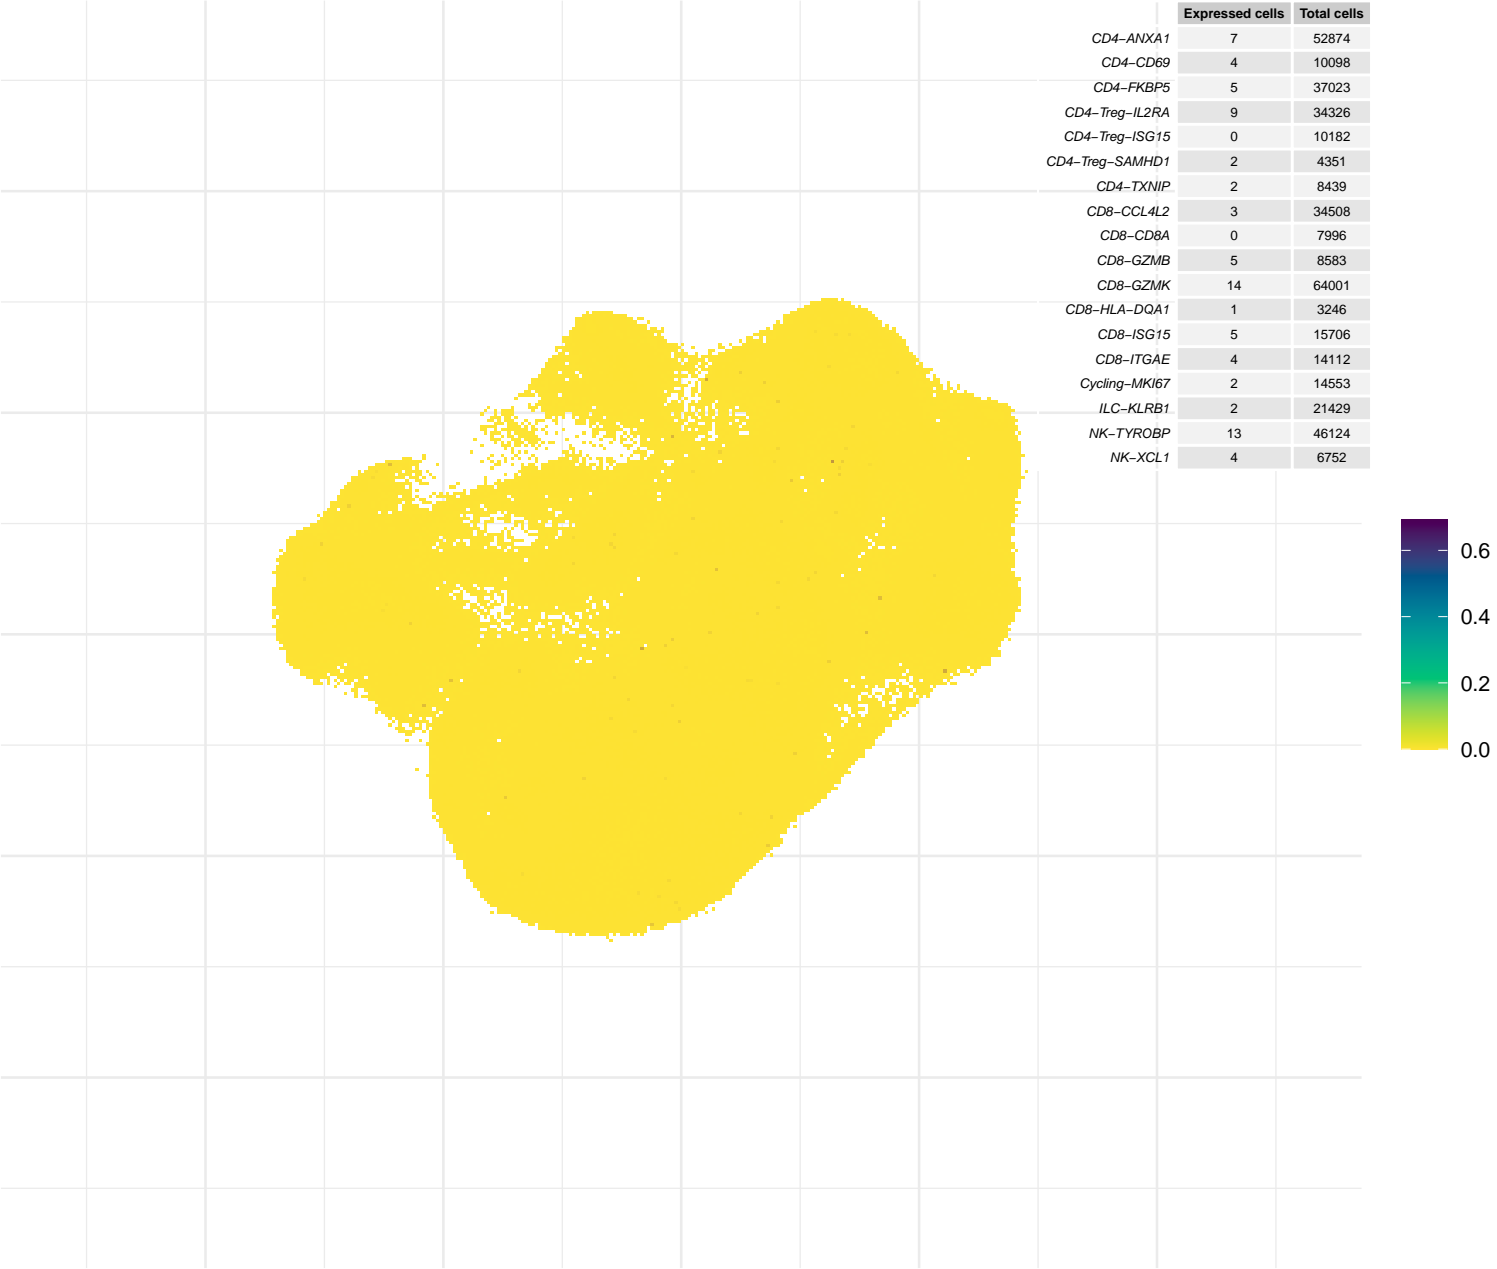 Expressed cells Total cells
CD4−ANXA1 7 52874
CD4−CD69 4 10098
CD4−FKBP5 5 37023
CD4−Treg−IL2RA 9 34326
CD4−Treg−ISG15 0 10182
CD4−Treg−SAMHD1 2 4351
CD4−TXNIP 2 8439
CD8−CCL4L2 3 34508
CD8−CD8A 0 7996
CD8−GZMB 5 8583
CD8−GZMK 14 64001
CD8−HLA−DQA1 1 3246
CD8−ISG15 5 15706
CD8−ITGAE 4 14112
Cycling−MKI67 2 14553
ILC−KLRB1 2 21429
NK−TYROBP 13 46124
NK−XCL1 4 6752
0.6
0.4
0.2
0.0